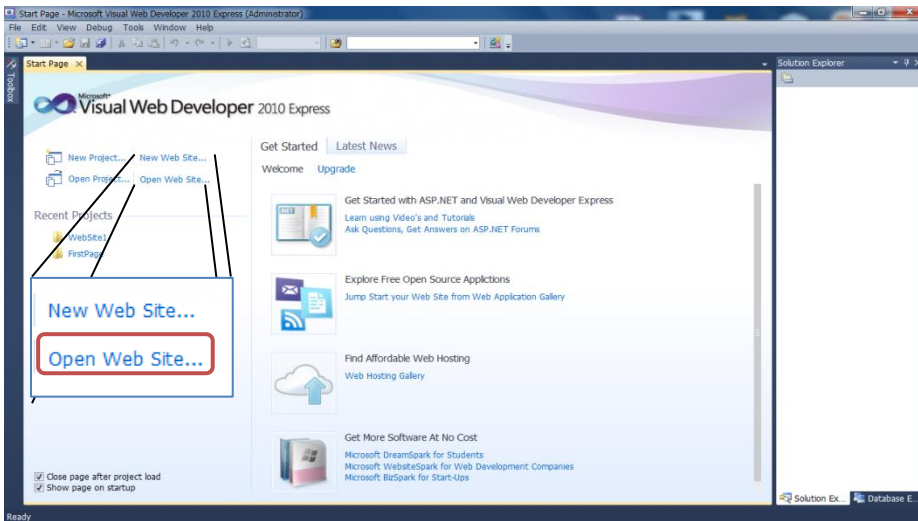 Start Page - Microsoft Visual Web Developer 2010 Express (Administrator)
File Edit View Debug Tools Window Help
Toolbox
Start Page
Solution Explorer
Microsoft®
Visual Web Developer 2010 Express
New Project... New Web Site...
Open Project... Open Web Site...
Recent Projects
WebSite1
FirstPage
New Web Site...
Open Web Site...
Close page after project load
Show page on startup
Get Started Latest News
Welcome Upgrade
Get Started with ASP.NET and Visual Web Developer Express
Learn using Video's and Tutorials
Ask Questions, Get Answers on ASP.NET Forums
Explore Free Open Source Applictions
Jump Start your Web Site from Web Application Gallery
Find Affordable Web Hosting
Web Hosting Gallery
Get More Software At No Cost
Microsoft DreamSpark for Students
Microsoft WebsiteSpark for Web Development Companies
Microsoft BizSpark for Start-Ups
Solution Ex... Database E...
Ready